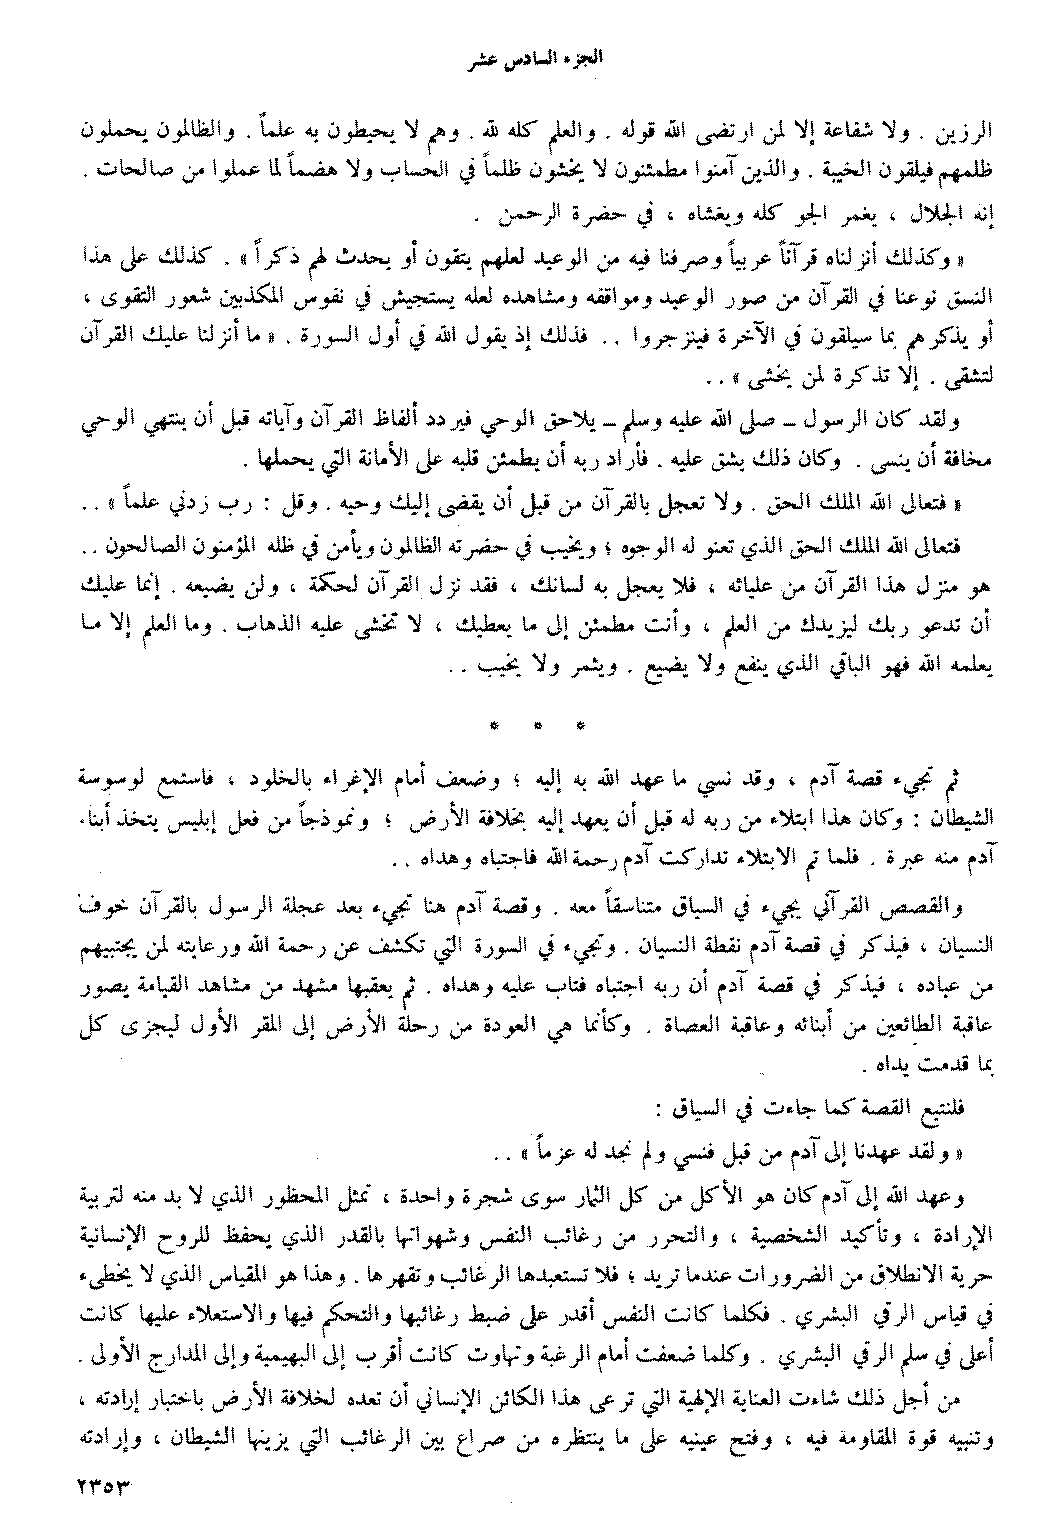 الجزء السادس عشر
الرزين . ولا شفاعة إلا لمن ارتضى الله قوله . والعلم كله لله . وهم لا يحيطون به علماً . والظالمون يحملون
ظلمهم فيلقون الخيبة . والذين آمنوا مطمئنون لا يخشون ظلماً في الحساب ولا هضماً لما عملوا من صالحات .
إنه الجلال ، يغمر الجو كله ويغشاه ، في حضرة الرحمن .
« وكذلك أنزلناه قرآناً عربياً وصرفنا فيه من الوعيد لعلهم يتقون أو يحدث لهم ذكراً » . كذلك على هذا
النسق نوعنا في القرآن من صور الوعيد ومواقفه ومشاهده لعله يستجيش في نفوس المكذبين شعور التقوى ،
أو يذكرهم بما سيلقون في الآخرة فينزجروا .. فذلك إذ يقول الله في أول السورة . « ما أنزلنا عليك القرآن
لتشقى . إلا تذكرة لمن يخشى » ..
ولقد كان الرسول ـ صلى الله عليه وسلم ـ يلاحق الوحي فيردد ألفاظ القرآن وآياته قبل أن ينتهي الوحي
مخافة أن ينسى . وكان ذلك يشق عليه . فأراد ربه أن يطمئن قلبه على الأمانة التي يحملها .
« فتعالى الله الملك الحق . ولا تعجل بالقرآن من قبل أن يقضى إليك وحيه . وقل : رب زدني علماً » ..
فتعالى الله الملك الحق الذي تعنو له الوجوه ؛ ويخيب في حضرته الظالمون ويأمن في ظله المؤمنون الصالحون ..
هو منزل هذا القرآن من عليائه ، فلا يعجل به لسانك ، فقد نزل القرآن لحكمة ، ولن يضيعه . إنما عليك
أن تدعو ربك ليزيدك من العلم ، وأنت مطمئن إلى ما يعطيك ، لا تخشى عليه الذهاب . وما العلم إلا ما
يعلمه الله فهو الباقي الذي ينفع ولا يضيع . ويثمر ولا يخيب ..
* * *
ثم تجيء قصة آدم ، وقد نسي ما عهد الله به إليه ؛ وضعف أمام الإغراء بالخلود ، فاستمع لوسوسة
الشيطان : وكان هذا ابتلاء من ربه له قبل أن يعهد إليه بخلافة الأرض ؛ ونموذجاً من فعل إبليس يتخذ أبناء
آدم منه عبرة . فلما تم الابتلاء تداركت آدم رحمة الله فاجتباه وهداه ..
والقصص القرآني يجيء في السياق متناسقاً معه . وقصة آدم هنا تجيء بعد عجلة الرسول بالقرآن خوف
النسيان ، فيذكر في قصة آدم نقطة النسيان . وتجيء في السورة التي تكشف عن رحمة الله ورعايته لمن يجتبيهم
من عباده ، فيذكر في قصة آدم أن ربه اجتباه فتاب عليه وهداه . ثم يعقبها مشهد من مشاهد القيامة يصور
عاقبة الطائعين من أبنائه وعاقبة العصاة . وكأنما هي العودة من رحلة الأرض إلى المقر الأول ليجزى كل
بما قدمت يداه .
فلنتبع القصة كما جاءت في السياق :
« ولقد عهدنا إلى آدم من قبل فنسي ولم نجد له عزماً » ..
وعهد الله إلى آدم كان هو الأكل من كل الثمار سوى شجرة واحدة ، تمثل المحظور الذي لا بد منه لتربية
الإرادة ، وتأكيد الشخصية ، والتحرر من رغائب النفس وشهواتها بالقدر الذي يحفظ للروح الإنسانية
حرية الانطلاق من الضرورات عندما تريد ؛ فلا تستعبدها الرغائب وتقهرها . وهذا هو المقياس الذي لا يخطىء
في قياس الرقي البشري . فكلما كانت النفس أقدر على ضبط رغائبها والتحكم فيها والاستعلاء عليها كانت
أعلى في سلم الرقي البشري . وكلما ضعفت أمام الرغبة وتهاوت كانت أقرب إلى البهيمية وإلى المدارج الأولى .
من أجل ذلك شاءت العناية الإلهية التي ترعى هذا الكائن الإنساني أن تعده لخلافة الأرض باختبار إرادته ،
وتنبيه قوة المقاومة فيه ، وفتح عينيه على ما ينتظره من صراع بين الرغائب التي يزينها الشيطان ، وإرادته
٢٣٥٣